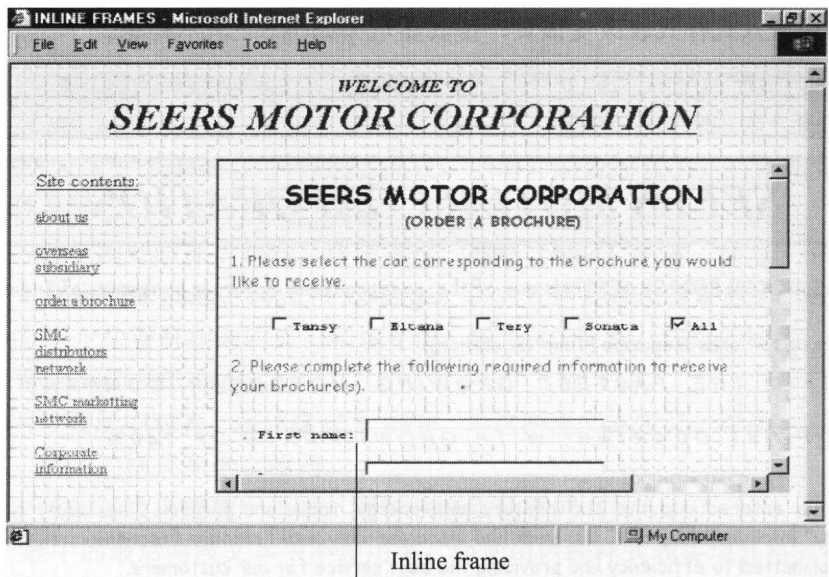 INLINE FRAMES - Microsoft Internet Explorer
File Edit View Favorites Tools Help
WELCOME TO
SEERS MOTOR CORPORATION
Site contents:
about us
overseas
subsidiary
order a brochure
SMC
distributors
network
SMC marketting
network
Corporate
information
SEERS MOTOR CORPORATION
(ORDER A BROCHURE)
1. Please select the car corresponding to the brochure you would
like to receive.
Tansy Eltana Tery Sonata All
2. Please complete the following required information to receive
your brochure(s).
First name:
My Computer
Inline frame